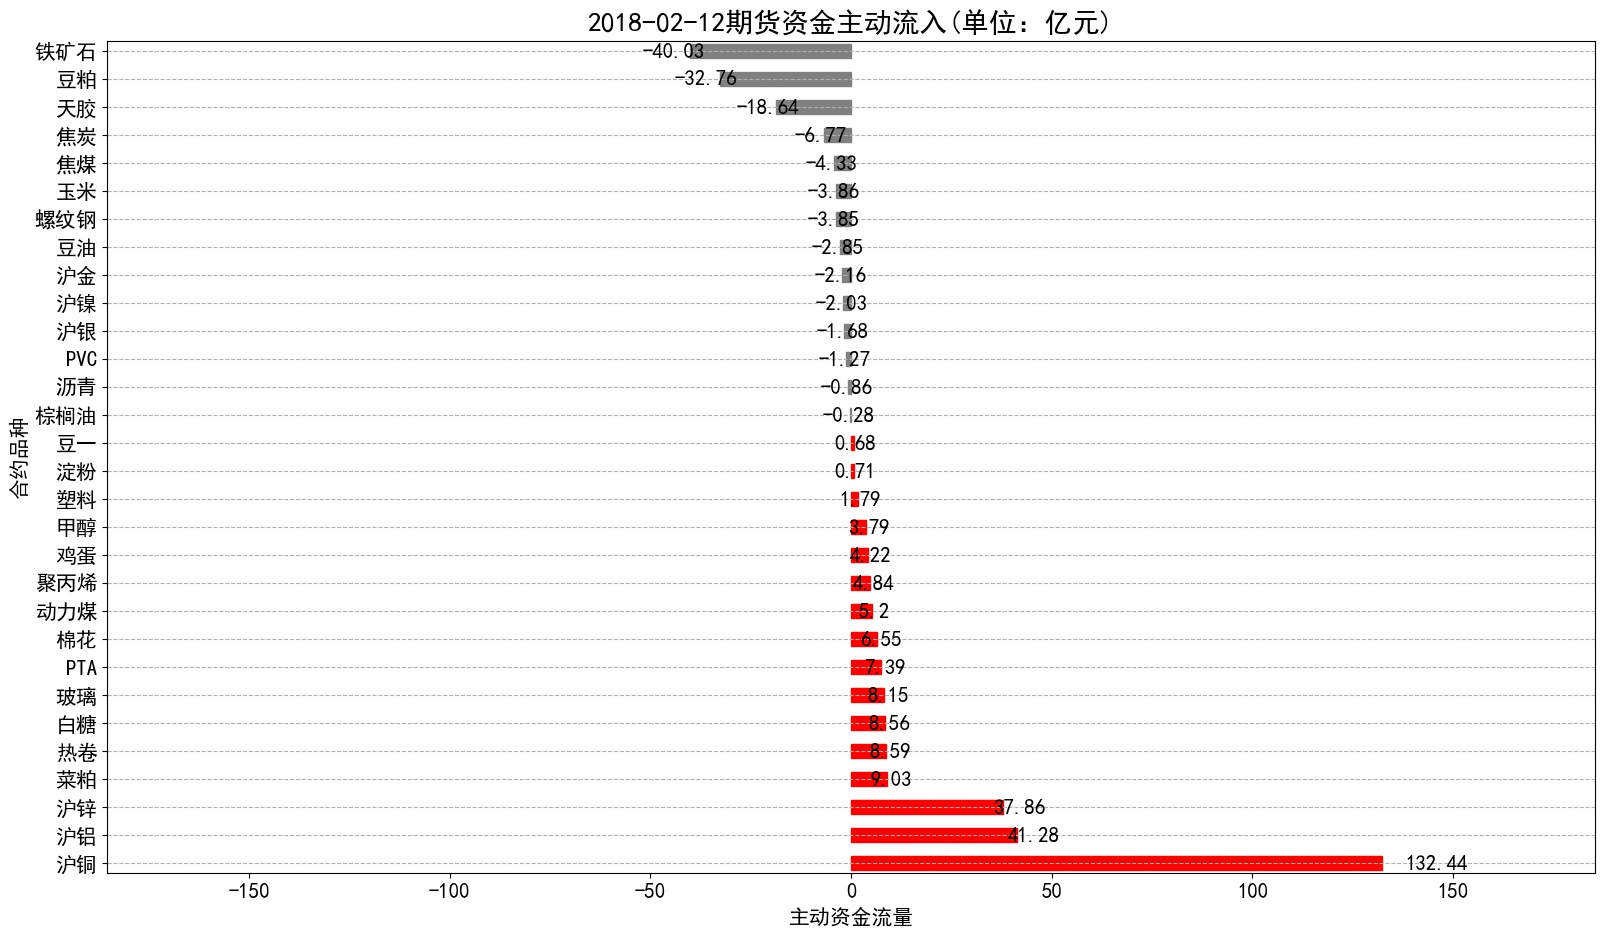 2018-02-12期货资金主动流入(单位：亿元)
铁矿石 -40.03
豆粕 -32.76
天胶 -18.64
焦炭 -6.77
焦煤 -4.33
玉米 -3.86
螺纹钢 -3.85
豆油 -2.85
沪金 -2.16
沪镍 -2.03
沪银 -1.68
PVC -1.27
沥青 -0.86
棕榈油 -0.28
豆一 0.68
淀粉 0.71
塑料 1.79
甲醇 3.79
鸡蛋 4.22
聚丙烯 4.84
动力煤 5.2
棉花 6.55
PTA 7.39
玻璃 8.15
白糖 8.56
热卷 8.59
菜粕 9.03
沪锌 37.86
沪铝 41.28
沪铜 132.44
合约品种
-150 -100 -50 0 50 100 150
主动资金流量